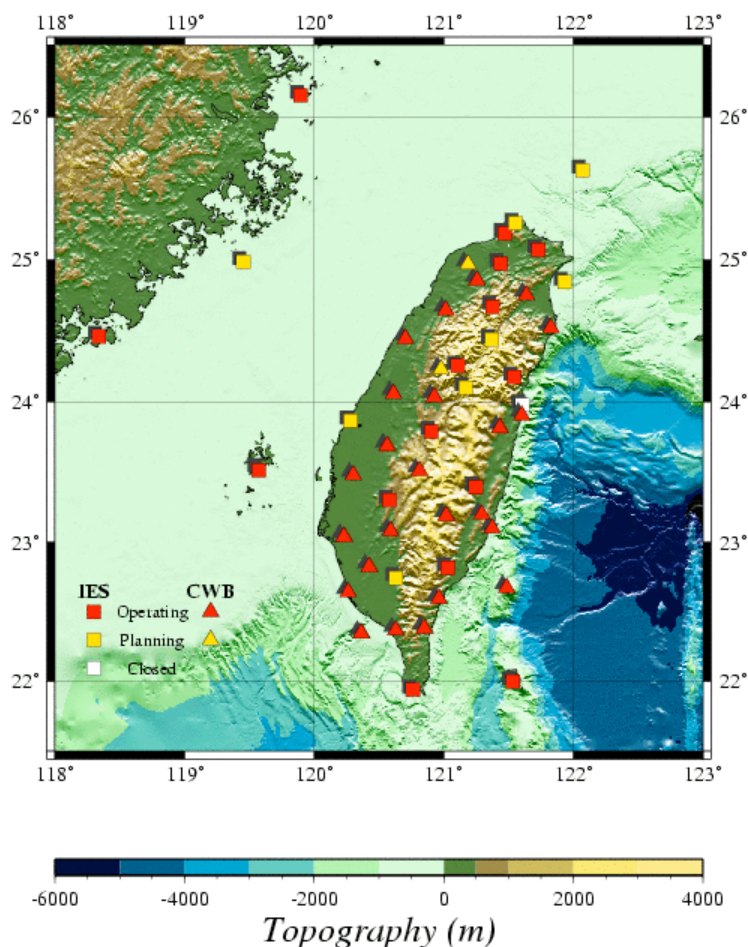 118° 119° 120° 121° 122° 123°
26° 26°
25° 25°
24° 24°
23° 23°
IES CWB
Operating
Planning
Closed
22° 22°
118° 119° 120° 121° 122° 123°
-6000 -4000 -2000 0 2000 4000
Topography (m)